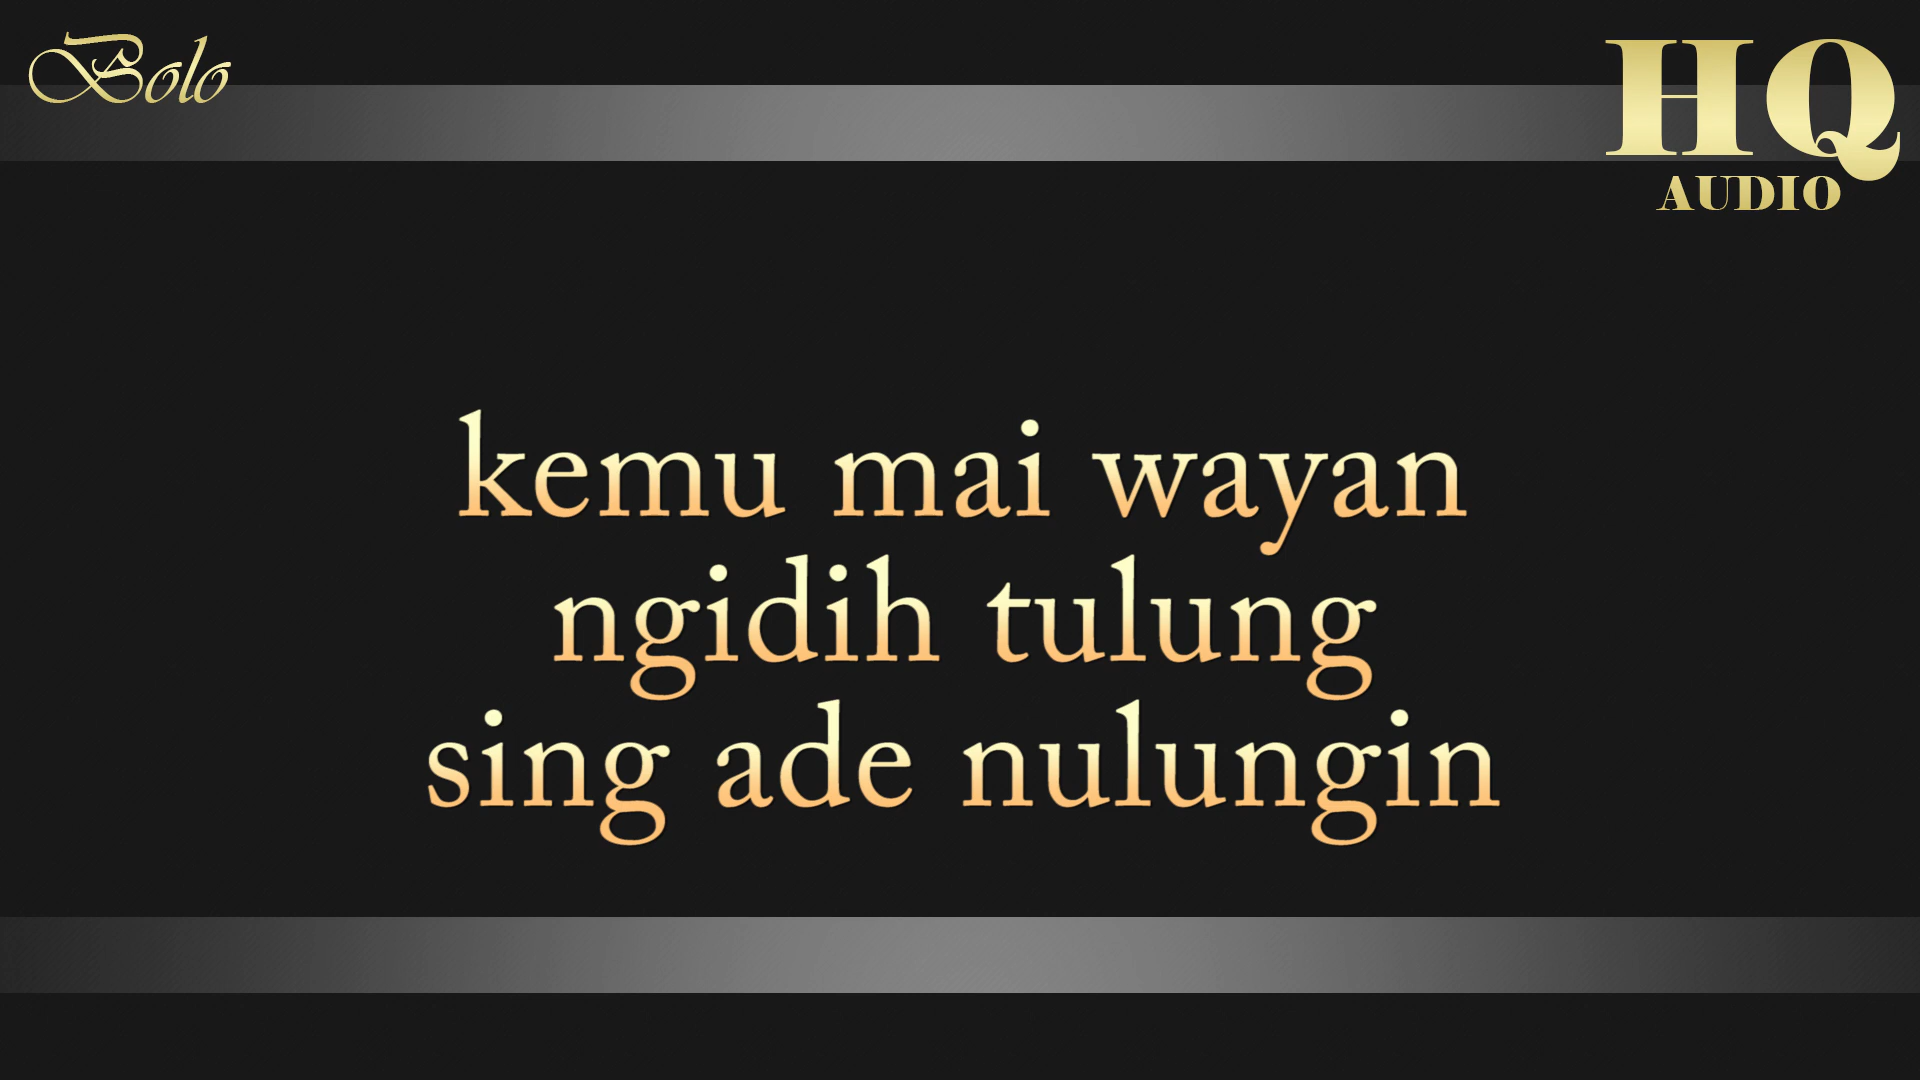 Bolo
HQ
AUDIO
kemu mai wayan
ngidih tulung
sing ade nulungin